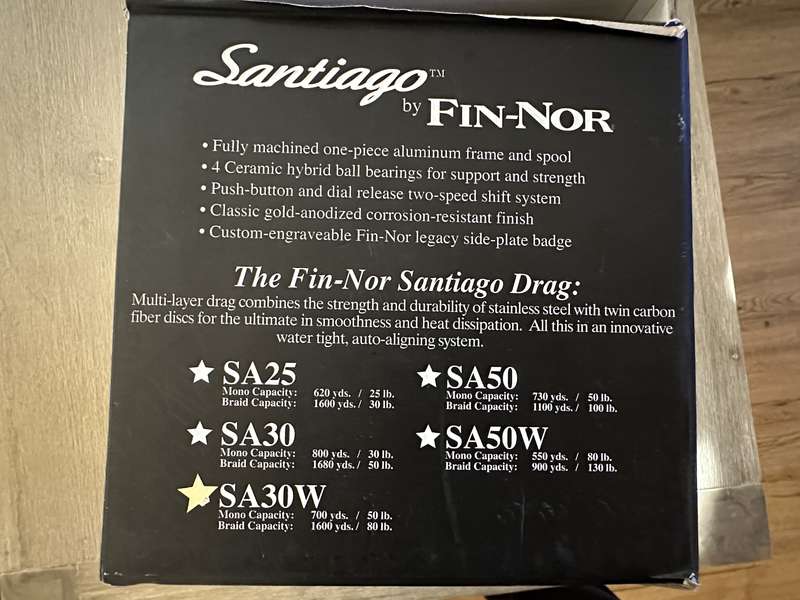 Santiago™
by FIN-NOR
• Fully machined one-piece aluminum frame and spool
• 4 Ceramic hybrid ball bearings for support and strength
• Push-button and dial release two-speed shift system
• Classic gold-anodized corrosion-resistant finish
• Custom-engraveable Fin-Nor legacy side-plate badge
The Fin-Nor Santiago Drag:
Multi-layer drag combines the strength and durability of stainless steel with twin carbon
fiber discs for the ultimate in smoothness and heat dissipation. All this in an innovative
water tight, auto-aligning system.
SA25
Mono Capacity: 620 yds. / 25 lb.
Braid Capacity: 1600 yds. / 30 lb.
SA30
Mono Capacity: 800 yds. / 30 lb.
Braid Capacity: 1680 yds. / 50 lb.
SA30W
Mono Capacity: 700 yds. / 50 lb.
Braid Capacity: 1600 yds. / 80 lb.
SA50
Mono Capacity: 730 yds. / 50 lb.
Braid Capacity: 1100 yds. / 100 lb.
SA50W
Mono Capacity: 550 yds. / 80 lb.
Braid Capacity: 900 yds. / 130 lb.